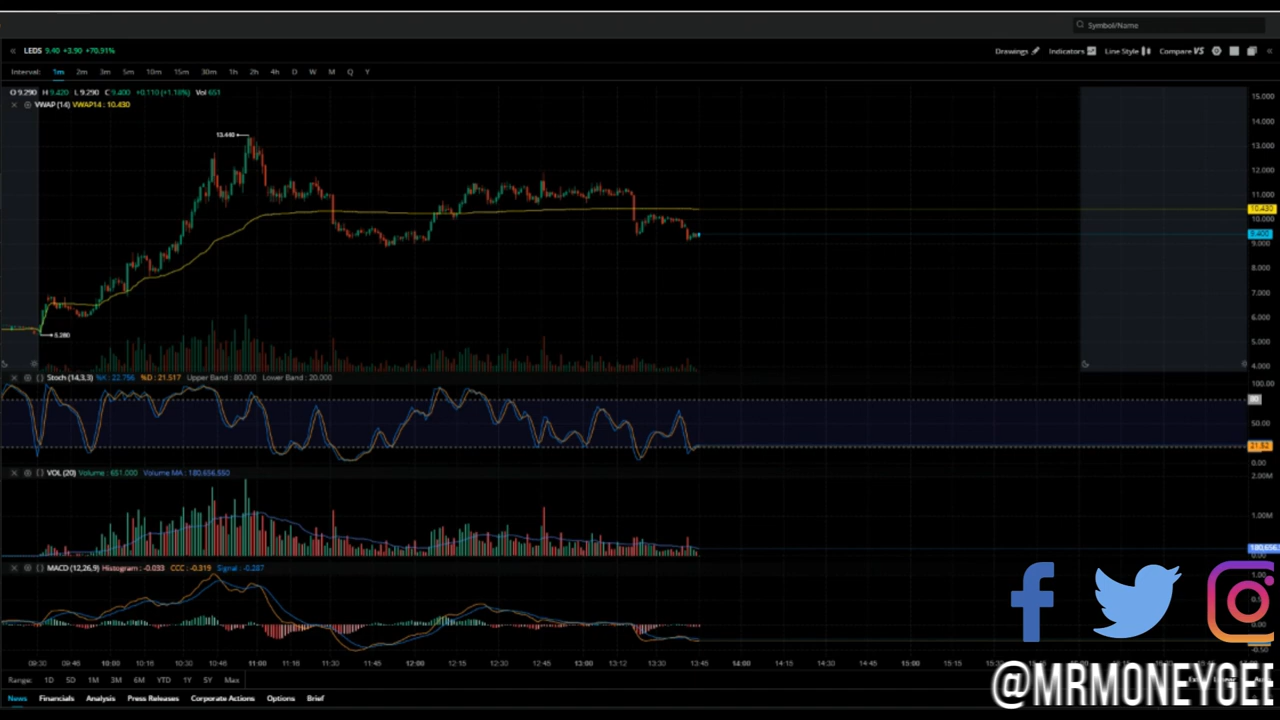 Symbol/Name
LEDS 9.40 +3.90 +70.91%
Drawings Indicators Line Style Compare VS
Interval: 1m 2m 3m 5m 10m 15m 30m 1h 2h 4h D W M Q Y
O 9.290 H 9.420 L 9.290 C 9.400 +0.110 (+1.18%) Vol 651
VWAP (14) VWAP14 : 10.430
15.000
14.000
13.440
13.000
12.000
11.000
10.430
10.000
9.400
9.000
8.000
7.000
6.000
5.280
5.000
4.000
Stoch (14,3,3) %K : 22.756 %D : 21.517 Upper Band : 80.000 Lower Band : 20.000
100.00
80
50.00
21.52
0.00
VOL (20) Volume : 651.000 Volume MA : 180,656.550
2.00M
1.00M
180,656.
0.00
MACD (12,26,9) Histogram : -0.033 CCC : -0.319 Signal : -0.287
1.00
0.00
-0.50
09:30 09:46 10:00 10:16 10:30 10:46 11:00 11:16 11:30 11:45 12:00 12:15 12:30 12:45 13:00 13:12 13:30 13:45 14:00 14:15 14:30 14:45 15:00 15:15
Range: 1D 5D 1M 3M 6M YTD 1Y 5Y Max
@MRMONEYGEE
News Financials Analysis Press Releases Corporate Actions Options Brief